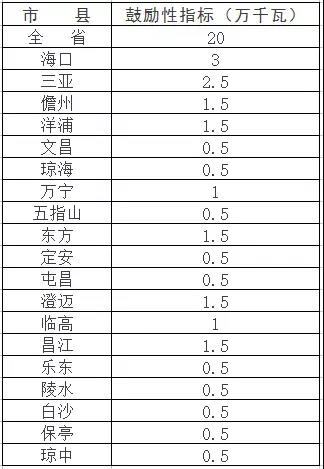 市 县 鼓励性指标（万千瓦）
全 省 20
海口 3
三亚 2.5
儋州 1.5
洋浦 1.5
文昌 0.5
琼海 0.5
万宁 1
五指山 0.5
东方 1.5
定安 0.5
屯昌 0.5
澄迈 1.5
临高 1
昌江 1.5
乐东 0.5
陵水 0.5
白沙 0.5
保亭 0.5
琼中 0.5